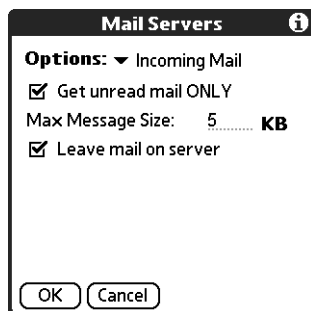 Mail Servers
Options: Incoming Mail
Get unread mail ONLY
Max Message Size: 5 KB
Leave mail on server
OK Cancel